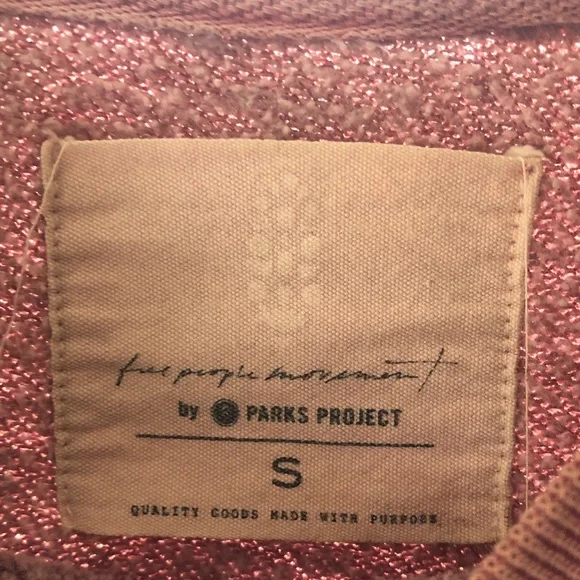 free people movement
by PARKS PROJECT
S
QUALITY GOODS MADE WITH PURPOSE